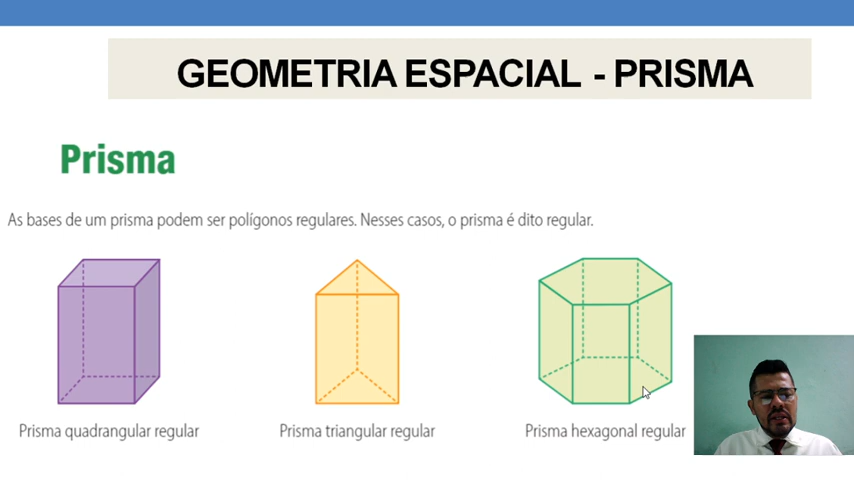 GEOMETRIA ESPACIAL - PRISMA
Prisma
As bases de um prisma podem ser polígonos regulares. Nesses casos, o prisma é dito regular.
Prisma quadrangular regular
Prisma triangular regular
Prisma hexagonal regular